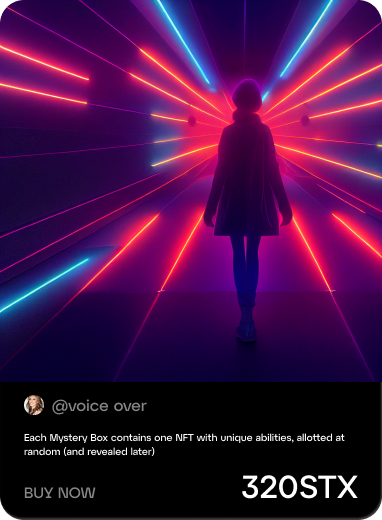 @voice over
Each Mystery Box contains one NFT with unique abilities, allotted at
random (and revealed later)
BUY NOW
320STX